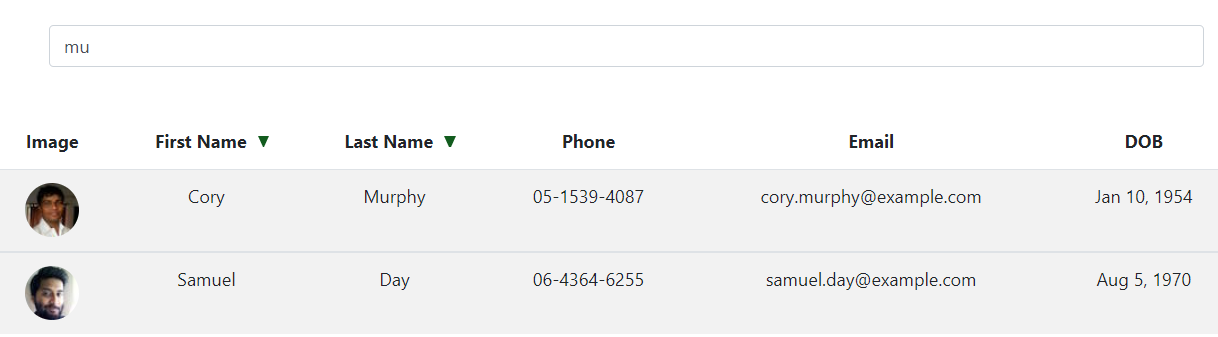 mu
Image First Name ▼ Last Name ▼ Phone Email DOB
Cory Murphy 05-1539-4087 cory.murphy@example.com Jan 10, 1954
Samuel Day 06-4364-6255 samuel.day@example.com Aug 5, 1970